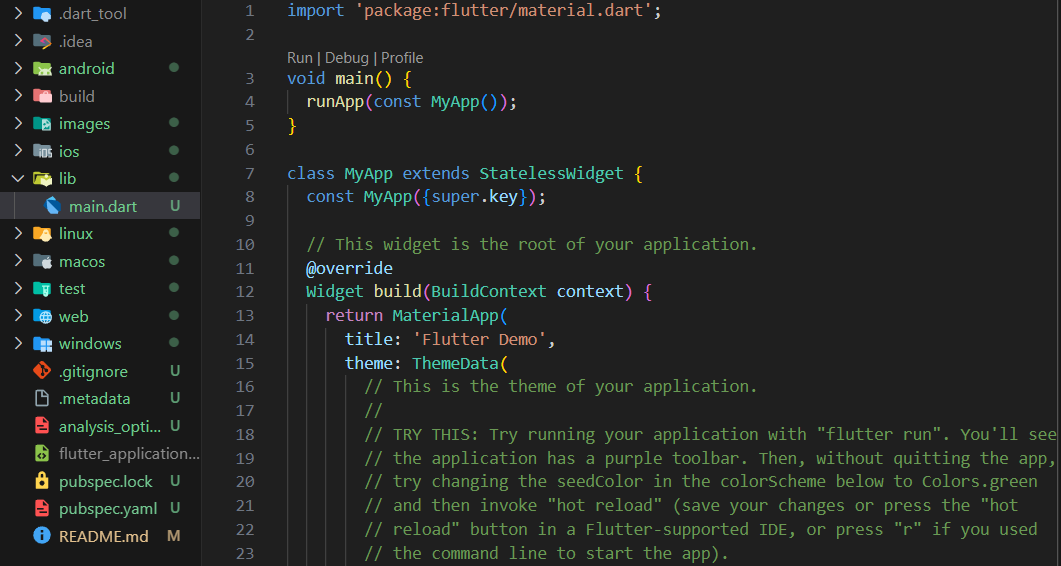 .dart_tool
.idea
android
build
images
ios
lib
main.dart U
linux
macos
test
web
windows
.gitignore U
.metadata U
analysis_opti... U
flutter_application...
pubspec.lock U
pubspec.yaml U
README.md M
1 import 'package:flutter/material.dart';
2
Run | Debug | Profile
3 void main() {
4 runApp(const MyApp());
5 }
6
7 class MyApp extends StatelessWidget {
8 const MyApp({super.key});
9
10 // This widget is the root of your application.
11 @override
12 Widget build(BuildContext context) {
13 return MaterialApp(
14 title: 'Flutter Demo',
15 theme: ThemeData(
16 // This is the theme of your application.
17 //
18 // TRY THIS: Try running your application with "flutter run". You'll see
19 // the application has a purple toolbar. Then, without quitting the app,
20 // try changing the seedColor in the colorScheme below to Colors.green
21 // and then invoke "hot reload" (save your changes or press the "hot
22 // reload" button in a Flutter-supported IDE, or press "r" if you used
23 // the command line to start the app).